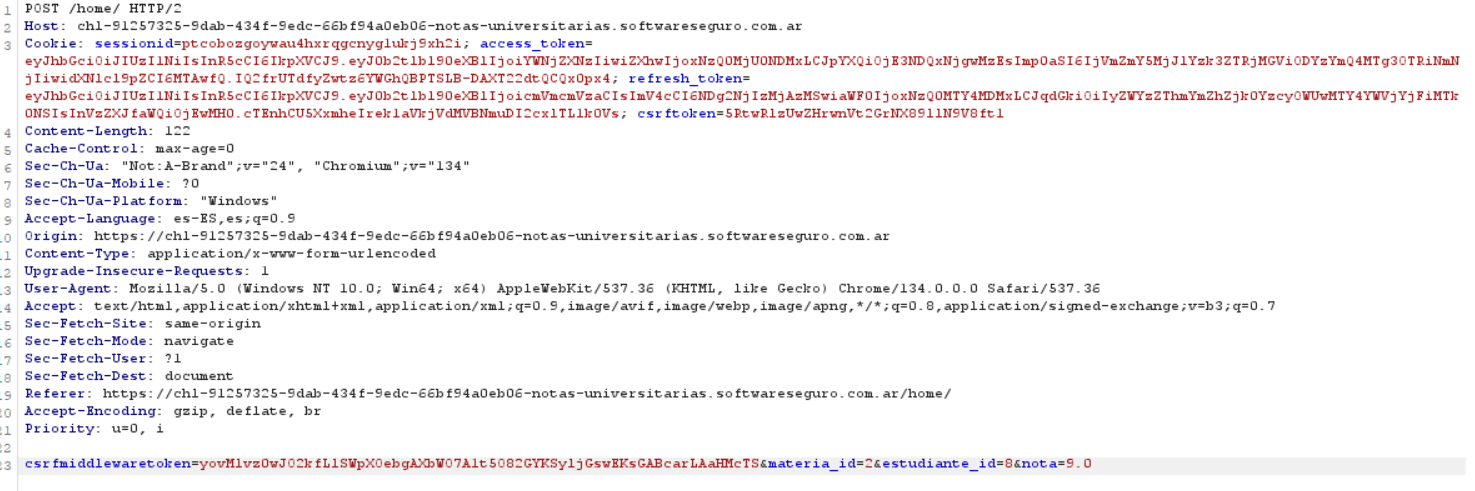 1 POST /home/ HTTP/2
2 Host: chl-91257325-9dab-434f-9edc-66bf94a0eb06-notas-universitarias.softwareseguro.com.ar
3 Cookie: sessionid=ptcobozgoywau4hxrqgcnyglukj9xh2i; access_token=
refresh_token=
csrftoken=5RtwRlzUwZHrwnVt2GrNX89llN9V8ftl
4 Content-Length: 122
5 Cache-Control: max-age=0
6 Sec-Ch-Ua: "Not:A-Brand";v="24", "Chromium";v="134"
7 Sec-Ch-Ua-Mobile: ?0
8 Sec-Ch-Ua-Platform: "Windows"
9 Accept-Language: es-ES,es;q=0.9
10 Origin: https://chl-91257325-9dab-434f-9edc-66bf94a0eb06-notas-universitarias.softwareseguro.com.ar
11 Content-Type: application/x-www-form-urlencoded
12 Upgrade-Insecure-Requests: 1
13 User-Agent: Mozilla/5.0 (Windows NT 10.0; Win64; x64) AppleWebKit/537.36 (KHTML, like Gecko) Chrome/134.0.0.0 Safari/537.36
14 Accept: text/html,application/xhtml+xml,application/xml;q=0.9,image/avif,image/webp,image/apng,*/*;q=0.8,application/signed-exchange;v=b3;q=0.7
15 Sec-Fetch-Site: same-origin
16 Sec-Fetch-Mode: navigate
17 Sec-Fetch-User: ?1
18 Sec-Fetch-Dest: document
19 Referer: https://chl-91257325-9dab-434f-9edc-66bf94a0eb06-notas-universitarias.softwareseguro.com.ar/home/
20 Accept-Encoding: gzip, deflate, br
21 Priority: u=0, i
22
23 csrfmiddlewaretoken=yovMlvz0wJ02kfLlSWpX0ebgAXbW07Alt5082GYKSyljGswEKsGABcarLAaHMcTS&materia_id=2&estudiante_id=8&nota=9.0